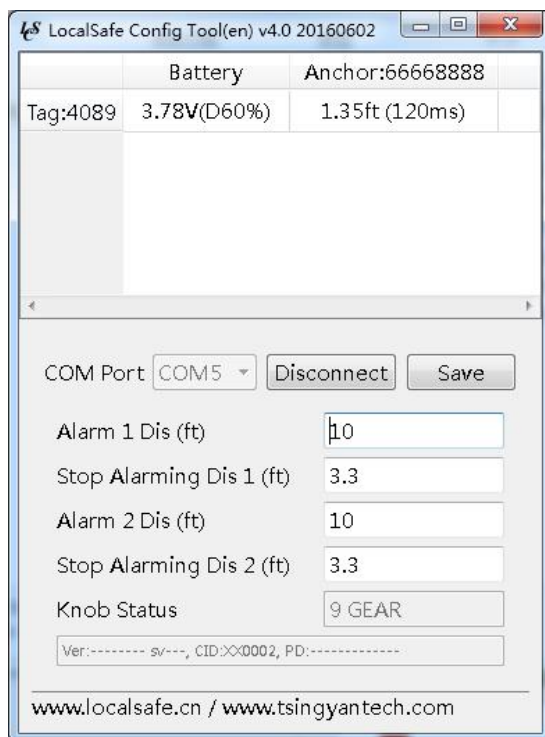 LCS LocalSafe Config Tool(en) v4.0 20160602
Battery Anchor:66668888
Tag:4089 3.78V(D60%) 1.35ft (120ms)
COM Port COM5 Disconnect Save
Alarm 1 Dis (ft) 10
Stop Alarming Dis 1 (ft) 3.3
Alarm 2 Dis (ft) 10
Stop Alarming Dis 2 (ft) 3.3
Knob Status 9 GEAR
Ver:-------- sv---, CID:XX0002, PD:-------------
www.localsafe.cn / www.tsingyantech.com